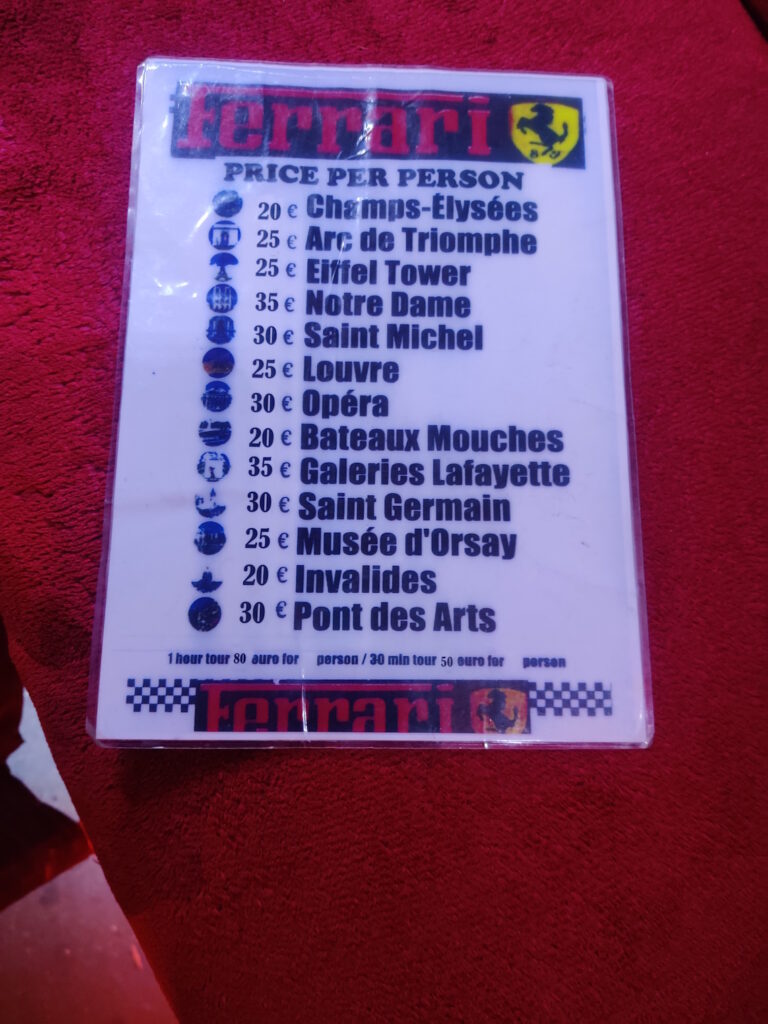 Ferrari
PRICE PER PERSON
20 € Champs-Élysées
25 € Arc de Triomphe
25 € Eiffel Tower
35 € Notre Dame
30 € Saint Michel
25 € Louvre
30 € Opéra
20 € Bateaux Mouches
35 € Galeries Lafayette
30 € Saint Germain
25 € Musée d'Orsay
20 € Invalides
30 € Pont des Arts
1 hour tour 80 euro for person / 30 min tour 50 euro for person
Ferrari